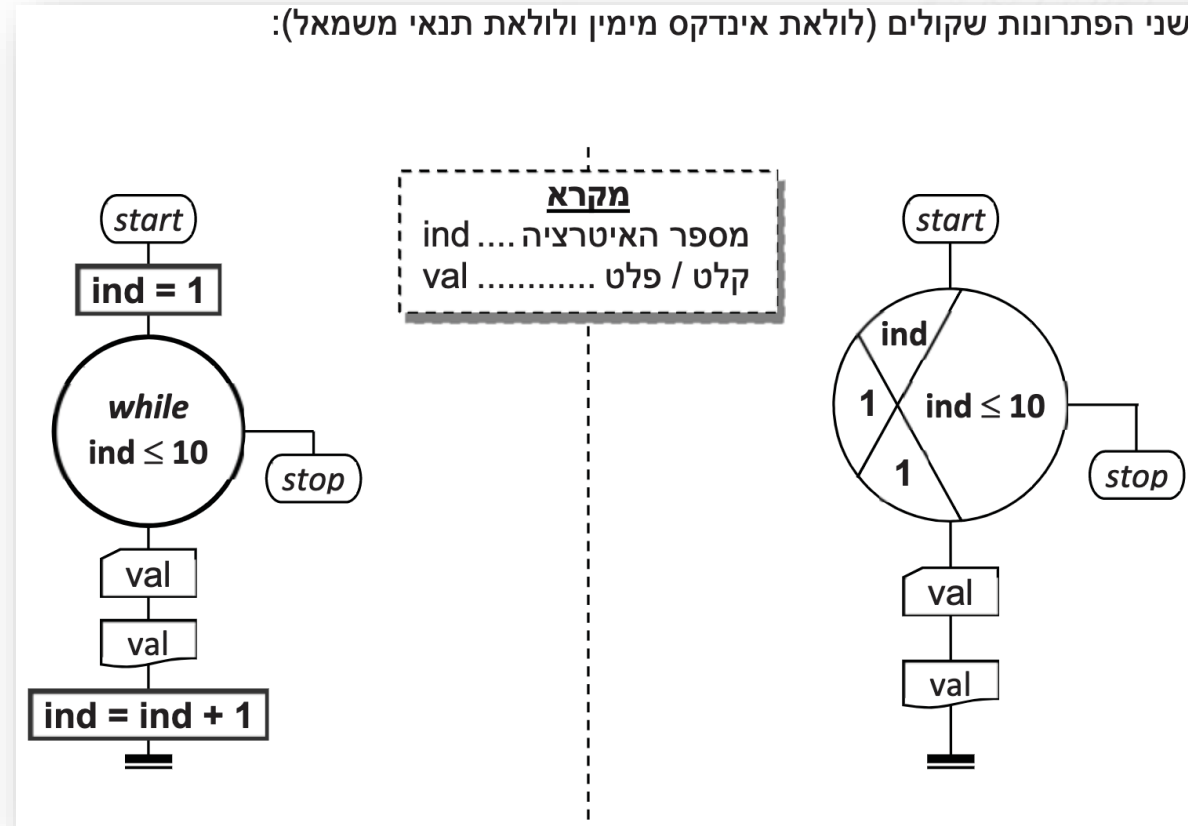 שני הפתרונות שקולים (לולאת אינדקס מימין ולולאת תנאי משמאל):
מקרא
מספר האיטרציה .... ind
קלט / פלט ............ val
start
ind
1
ind ≤ 10
1
stop
val
val
start
ind = 1
while
ind ≤ 10
stop
val
val
ind = ind + 1